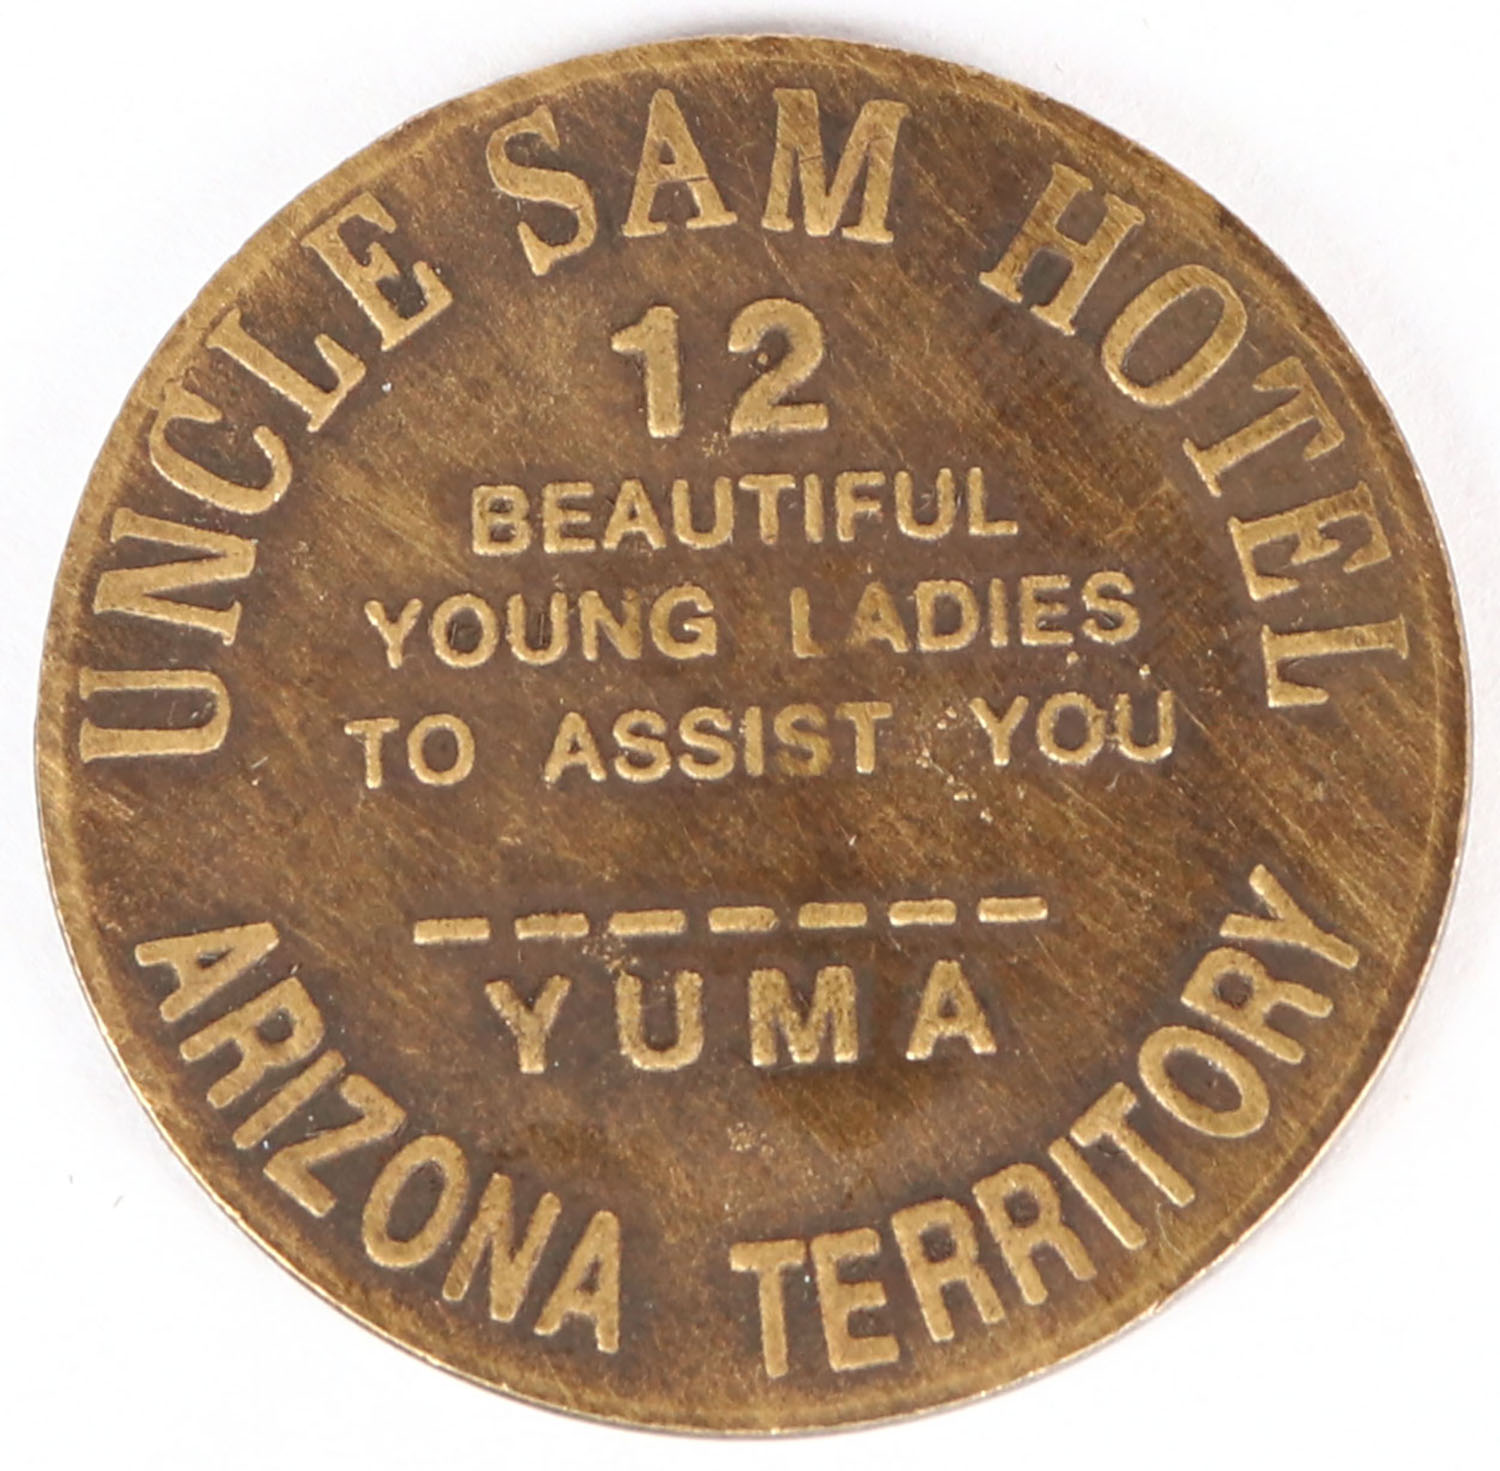 UNCLE SAM HOTEL
12
BEAUTIFUL
YOUNG LADIES
TO ASSIST YOU
-------
YUMA
ARIZONA TERRITORY